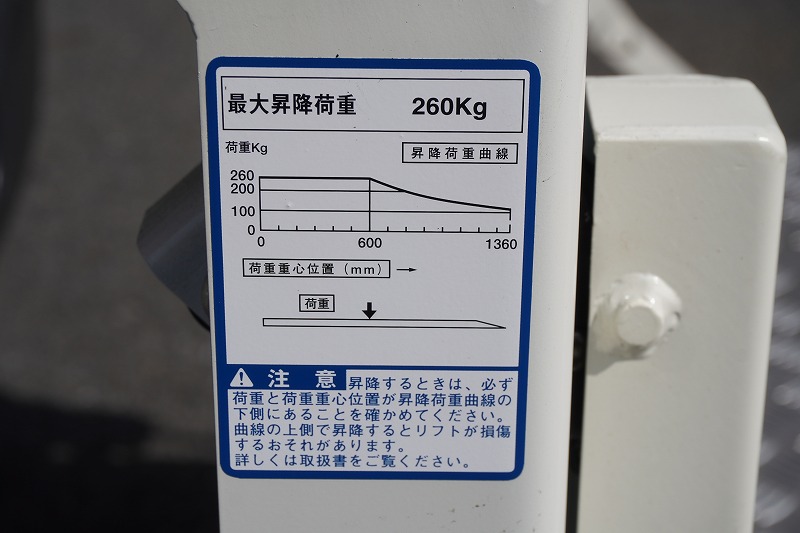 最大昇降荷重 260Kg
荷重Kg
昇降荷重曲線
260
200
100
0
0 600 1360
荷重重心位置(mm) →
荷重
注意 昇降するときは、必ず
荷重と荷重重心位置が昇降荷重曲線の
下側にあることを確かめてください。
曲線の上側で昇降するとリフトが損傷
するおそれがあります。
詳しくは取扱書をご覧ください。